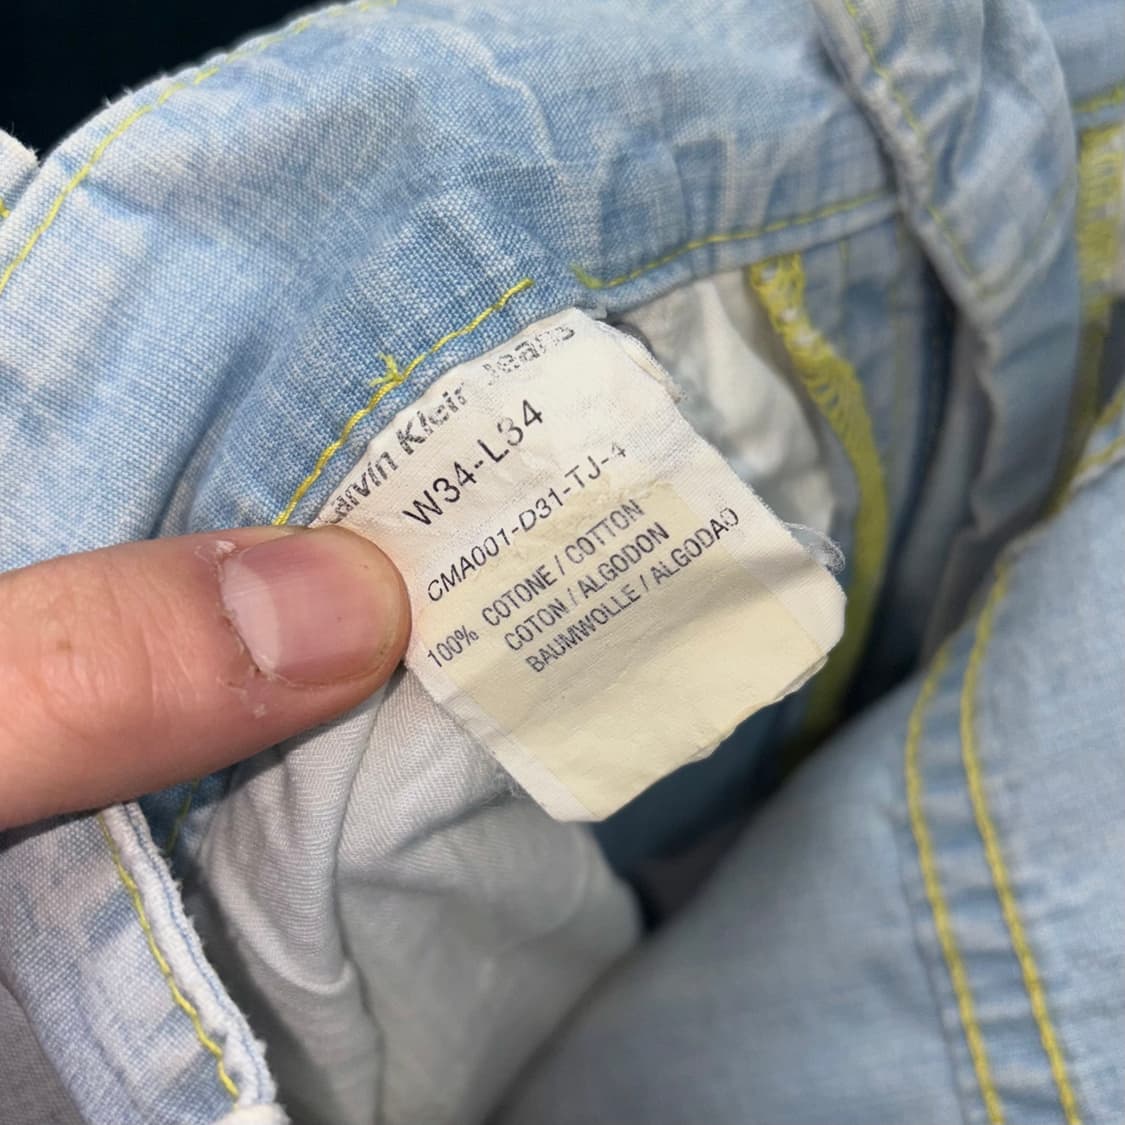 alvin Klein Jeans
W34-L34
CMA001-D31-TJ-4
100% COTONE / COTTON
COTON / ALGODON
BAUMWOLLE / ALGODAO